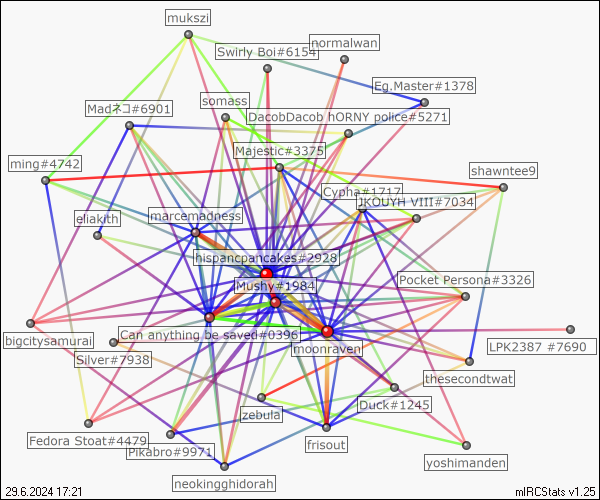 mukszi
normalwan
Swirly Boi#6154
Eg.Master#1378
somass
Madネコ#6901
DacobDacob hORNY police#5271
Majestic#3375
ming#4742
shawntee9
Cypha#1717
JKOUYH VIII#7034
eliakith
marcemadness
hispanicpancakes#2928
Pocket Persona#3326
Mushy#1984
Can anything be saved#0396
bigcitysamurai
moonraven
LPK2387 #7690
Silver#7938
thesecondtwat
zebula
Duck#1245
Fedora Stoat#4479
frisout
Pikabro#9971
yoshimanden
neokingghidorah
29.6.2024 17:21
mIRCStats v1.25